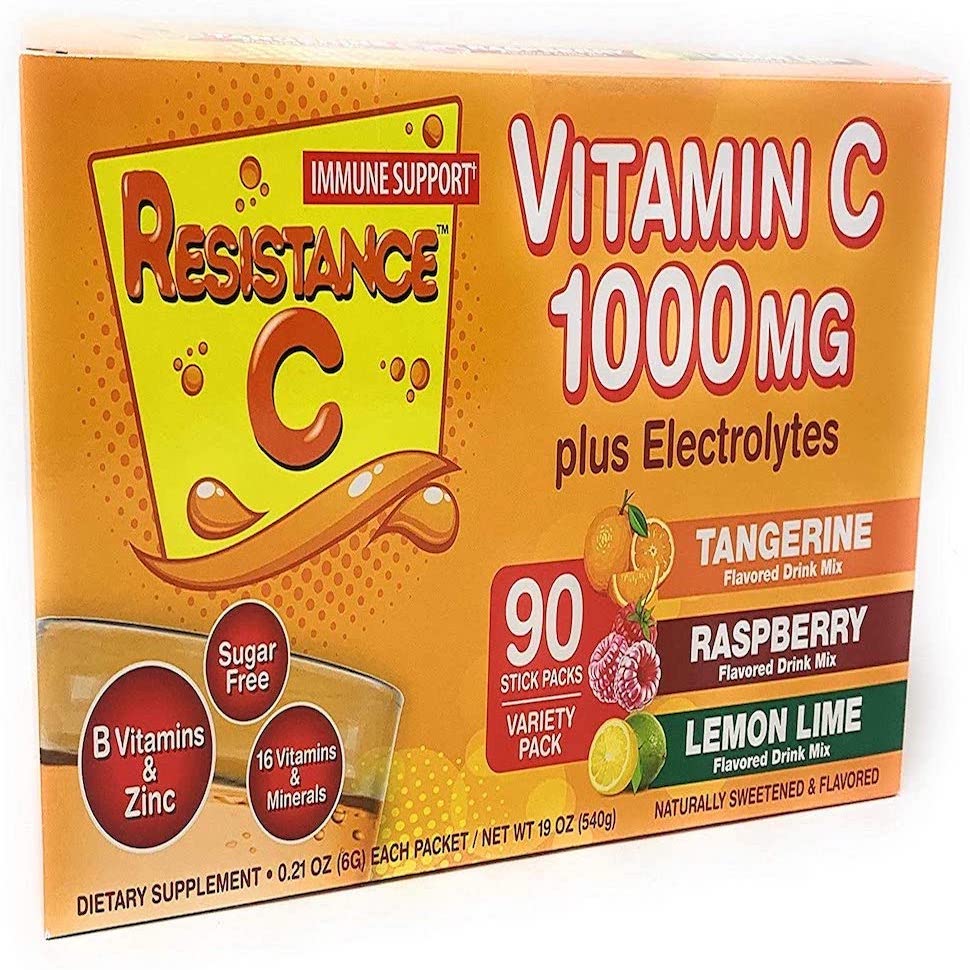 IMMUNE SUPPORT†
RESISTANCE™
C
VITAMIN C
1000 MG
plus Electrolytes
TANGERINE
Flavored Drink Mix
90
STICK PACKS
VARIETY
PACK
RASPBERRY
Flavored Drink Mix
LEMON LIME
Flavored Drink Mix
Sugar
Free
B Vitamins
&
Zinc
16 Vitamins
&
Minerals
NATURALLY SWEETENED & FLAVORED
DIETARY SUPPLEMENT • 0.21 OZ (6G) EACH PACKET / NET WT 19 OZ (540g)